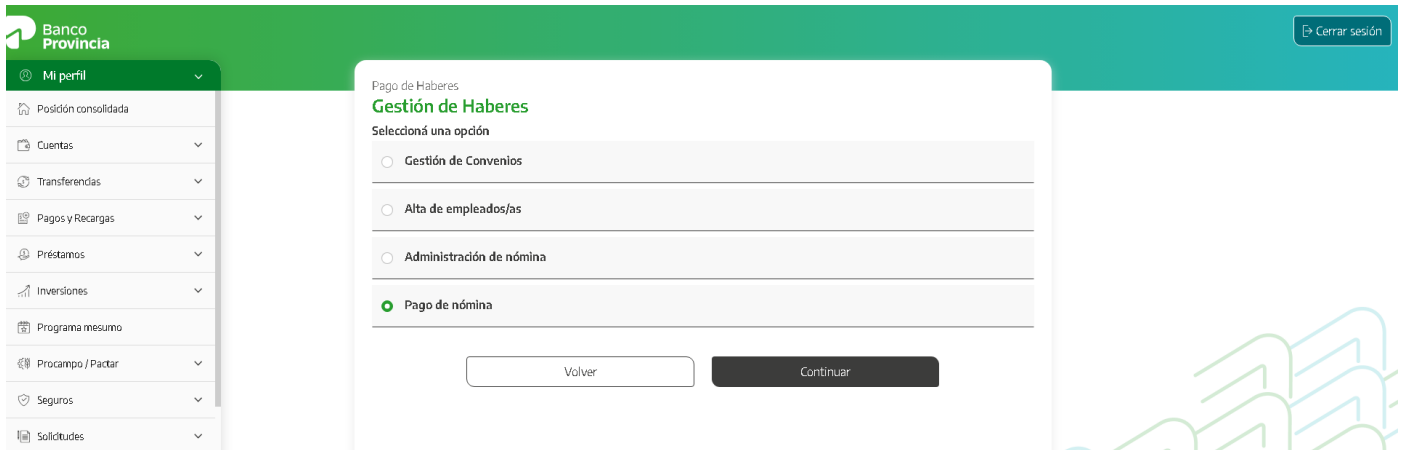 Banco
Provincia
Cerrar sesión
Mi perfil
Posición consolidada
Cuentas
Transferencias
Pagos y Recargas
Préstamos
Inversiones
Programa mesumo
Procampo / Pactar
Seguros
Solicitudes
Pago de Haberes
Gestión de Haberes
Seleccioná una opción
Gestión de Convenios
Alta de empleados/as
Administración de nómina
Pago de nómina
Volver
Continuar